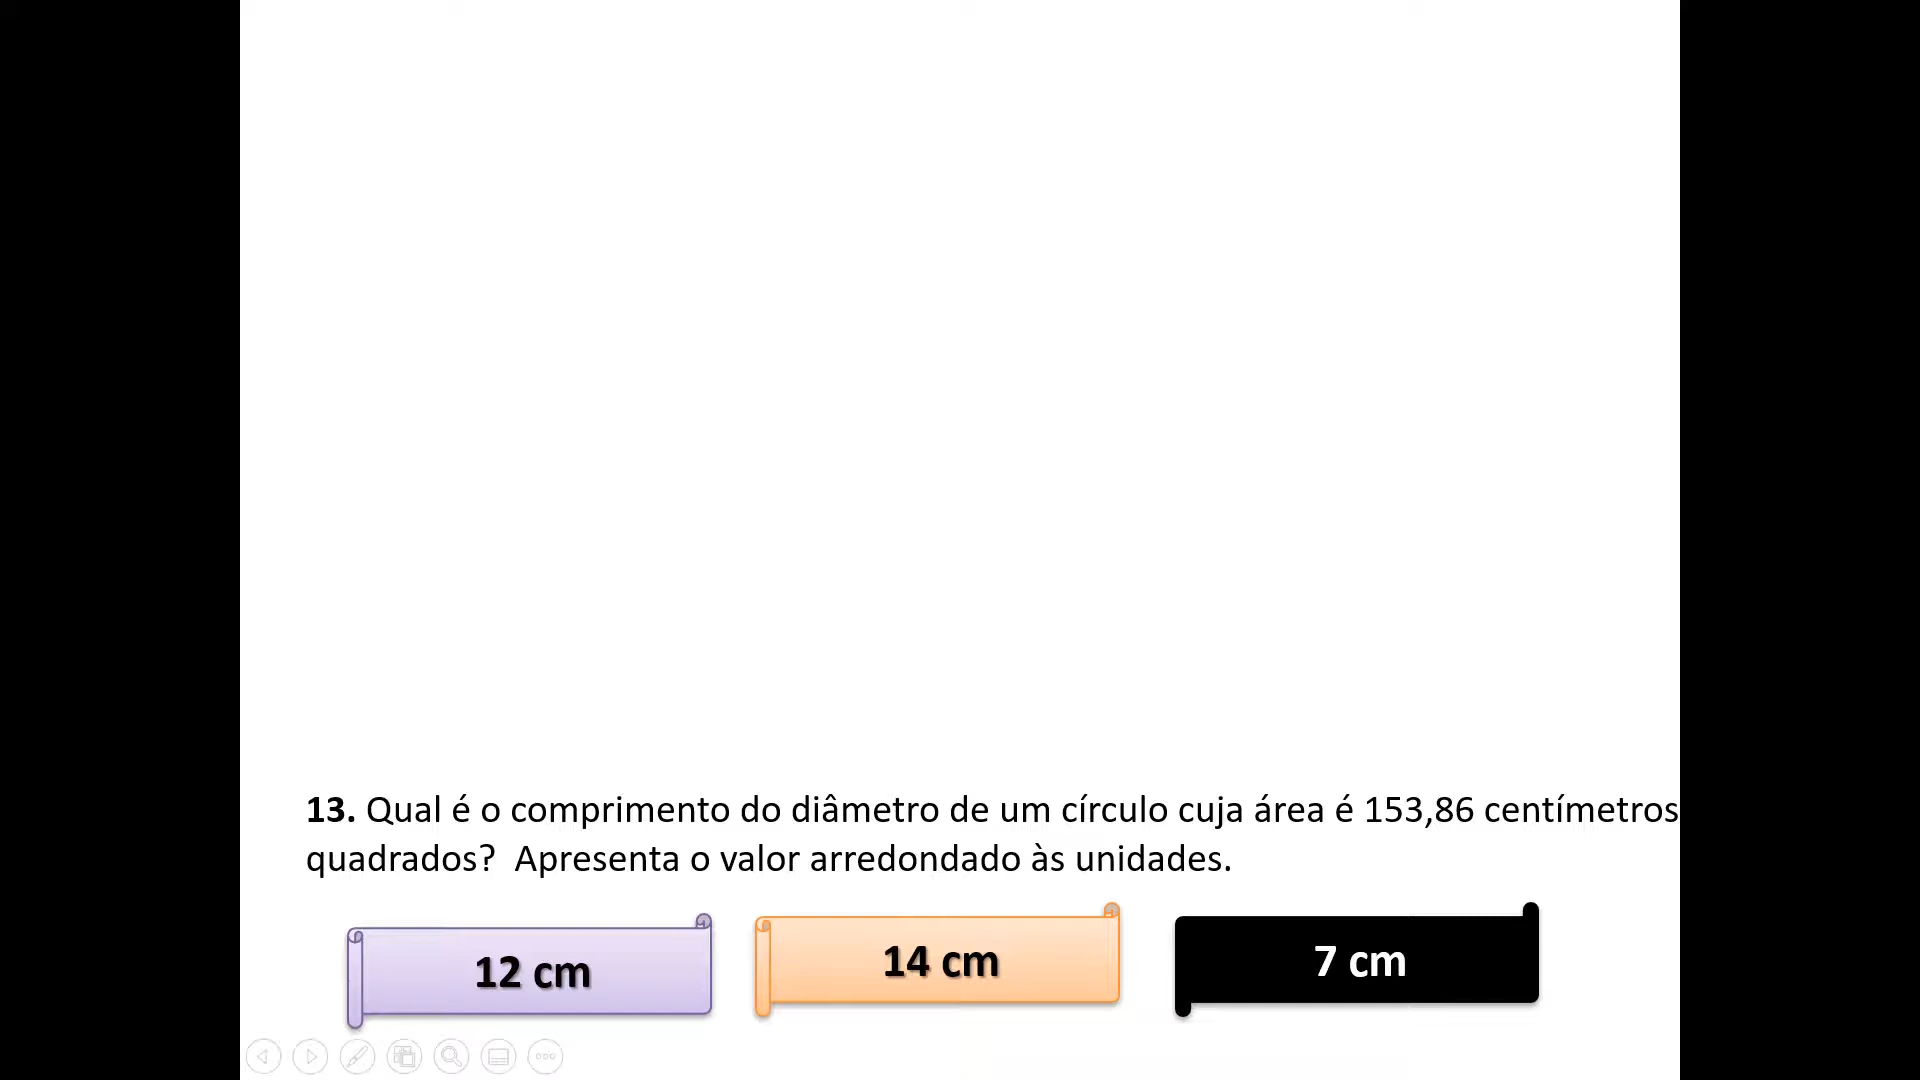 13. Qual é o comprimento do diâmetro de um círculo cuja área é 153,86 centímetros
quadrados?  Apresenta o valor arredondado às unidades.
12 cm
14 cm
7 cm